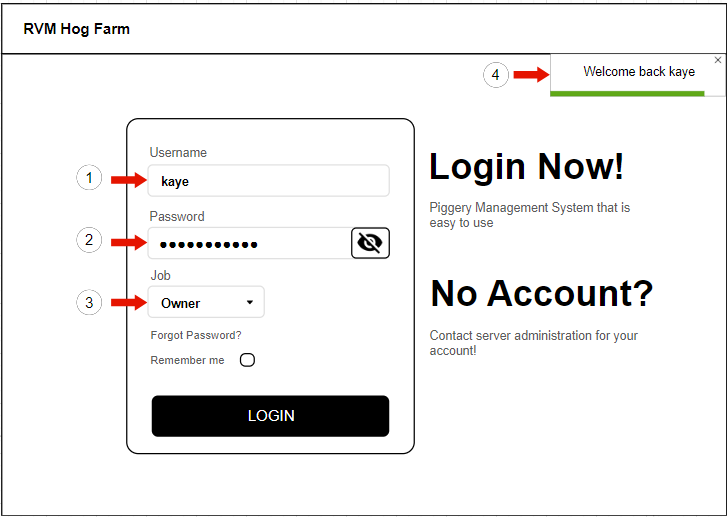 RVM Hog Farm
4
Welcome back kaye
×
Username
1
kaye
Password
2
●●●●●●●●●●●
Job
3
Owner
Forgot Password?
Remember me
LOGIN
Login Now!
Piggery Management System that is
easy to use
No Account?
Contact server administration for your
account!